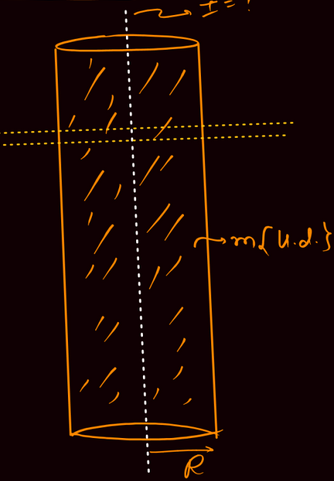 I = ?
m{U.d.}
R